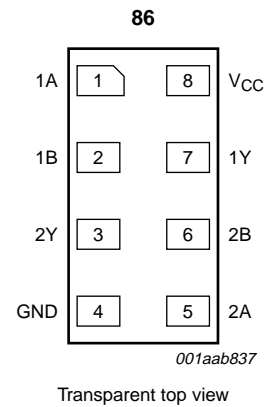 86
1A 1 8 VCC
1B 2 7 1Y
2Y 3 6 2B
GND 4 5 2A
001aab837
Transparent top view